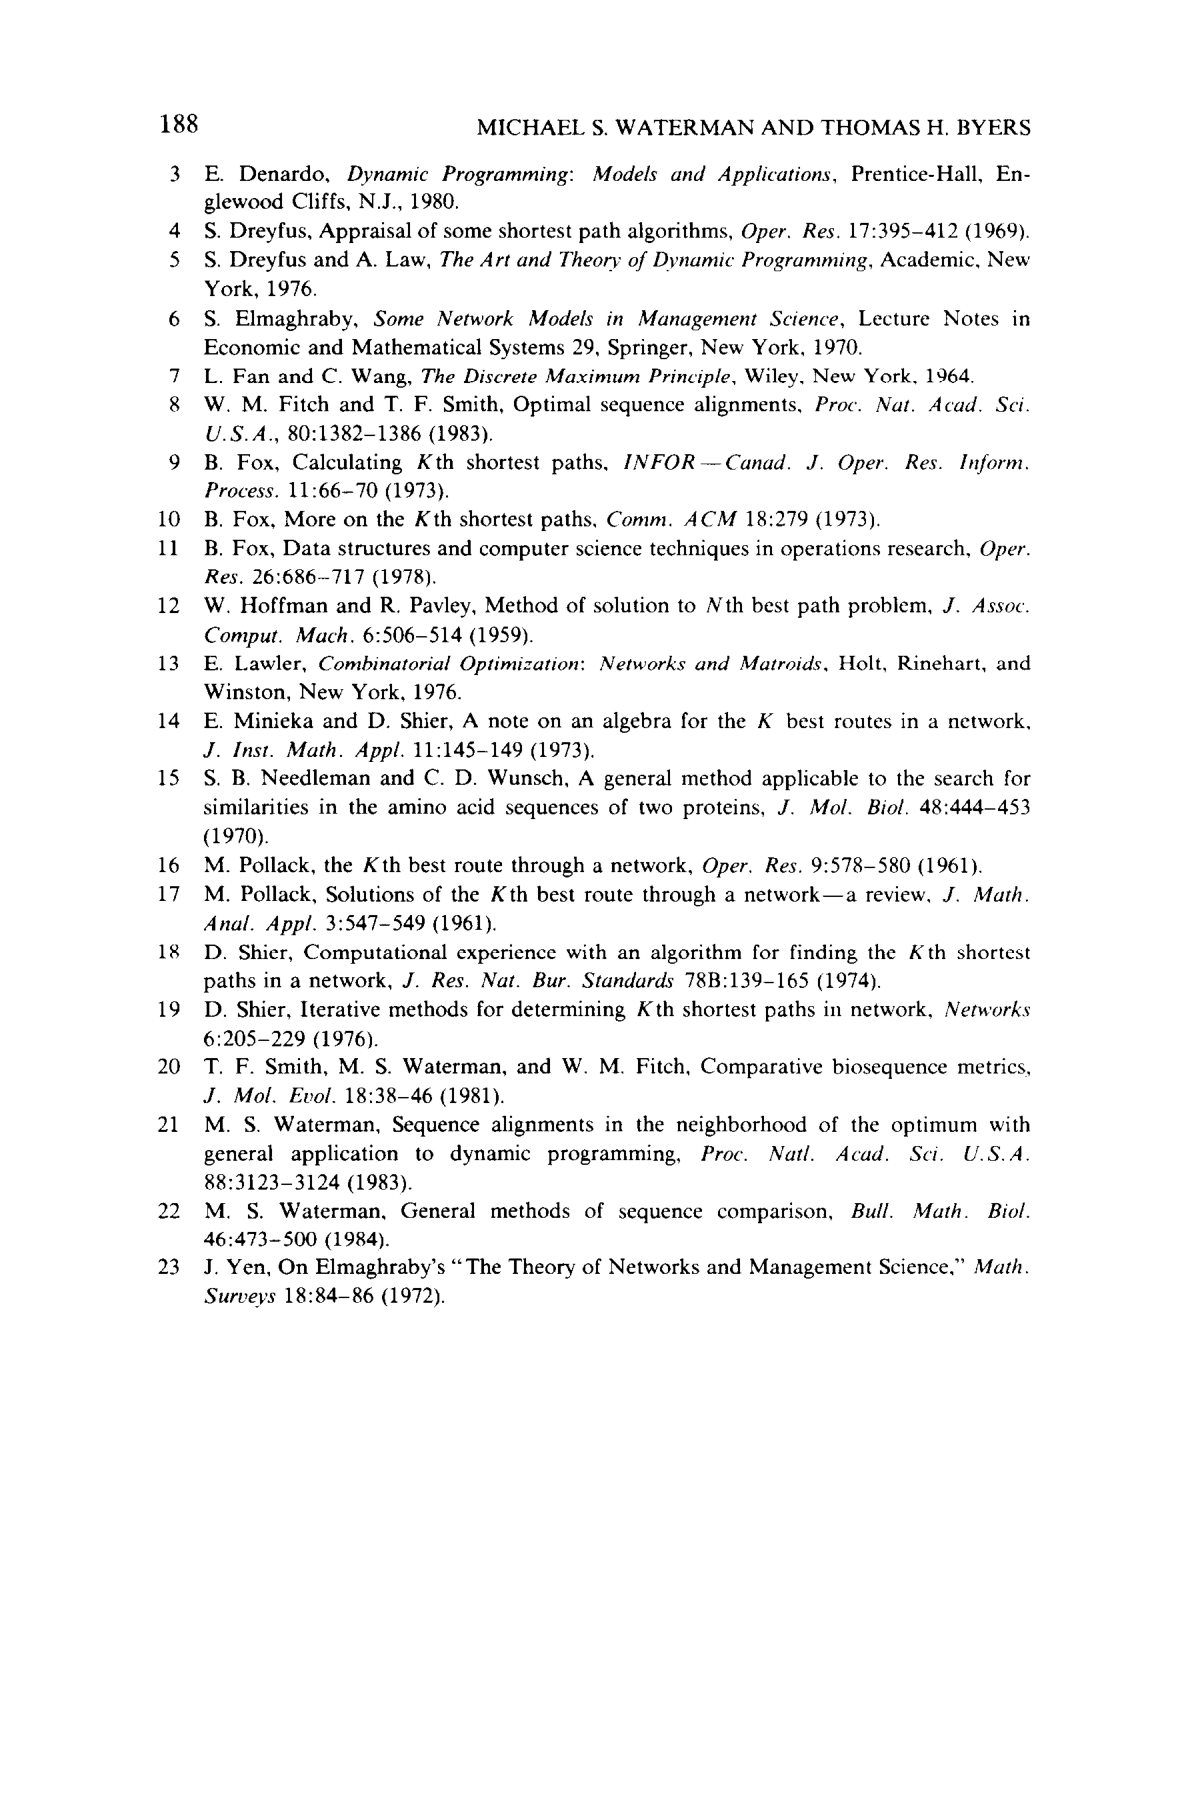 188 MICHAEL S. WATERMAN AND THOMAS H. BYERS
3 E. Denardo, Dynamic Programming: Models and Applications, Prentice-Hall, En-
glewood Cliffs, N.J., 1980.
4 S. Dreyfus, Appraisal of some shortest path algorithms, Oper. Res. 17:395–412 (1969).
5 S. Dreyfus and A. Law, The Art and Theory of Dynamic Programming, Academic, New
York, 1976.
6 S. Elmaghraby, Some Network Models in Management Science, Lecture Notes in
Economic and Mathematical Systems 29, Springer, New York, 1970.
7 L. Fan and C. Wang, The Discrete Maximum Principle, Wiley, New York, 1964.
8 W. M. Fitch and T. F. Smith, Optimal sequence alignments, Proc. Nat. Acad. Sci.
U.S.A., 80:1382–1386 (1983).
9 B. Fox, Calculating Kth shortest paths, INFOR—Canad. J. Oper. Res. Inform.
Process. 11:66–70 (1973).
10 B. Fox, More on the Kth shortest paths, Comm. ACM 18:279 (1973).
11 B. Fox, Data structures and computer science techniques in operations research, Oper.
Res. 26:686–717 (1978).
12 W. Hoffman and R. Pavley, Method of solution to Nth best path problem, J. Assoc.
Comput. Mach. 6:506–514 (1959).
13 E. Lawler, Combinatorial Optimization: Networks and Matroids, Holt, Rinehart, and
Winston, New York, 1976.
14 E. Minieka and D. Shier, A note on an algebra for the K best routes in a network,
J. Inst. Math. Appl. 11:145–149 (1973).
15 S. B. Needleman and C. D. Wunsch, A general method applicable to the search for
similarities in the amino acid sequences of two proteins, J. Mol. Biol. 48:444–453
(1970).
16 M. Pollack, the Kth best route through a network, Oper. Res. 9:578–580 (1961).
17 M. Pollack, Solutions of the Kth best route through a network—a review, J. Math.
Anal. Appl. 3:547–549 (1961).
18 D. Shier, Computational experience with an algorithm for finding the Kth shortest
paths in a network, J. Res. Nat. Bur. Standards 78B:139–165 (1974).
19 D. Shier, Iterative methods for determining Kth shortest paths in network, Networks
6:205–229 (1976).
20 T. F. Smith, M. S. Waterman, and W. M. Fitch, Comparative biosequence metrics,
J. Mol. Evol. 18:38–46 (1981).
21 M. S. Waterman, Sequence alignments in the neighborhood of the optimum with
general application to dynamic programming, Proc. Natl. Acad. Sci. U.S.A.
88:3123–3124 (1983).
22 M. S. Waterman, General methods of sequence comparison, Bull. Math. Biol.
46:473–500 (1984).
23 J. Yen, On Elmaghraby's "The Theory of Networks and Management Science," Math.
Surveys 18:84–86 (1972).